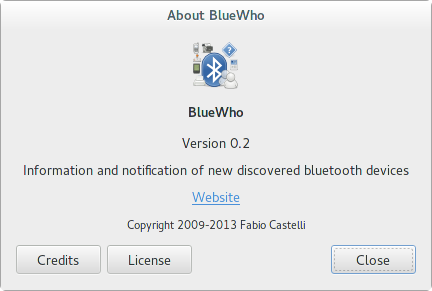 About BlueWho
BlueWho
Version 0.2
Information and notification of new discovered bluetooth devices
Website
Copyright 2009-2013 Fabio Castelli
Credits License Close